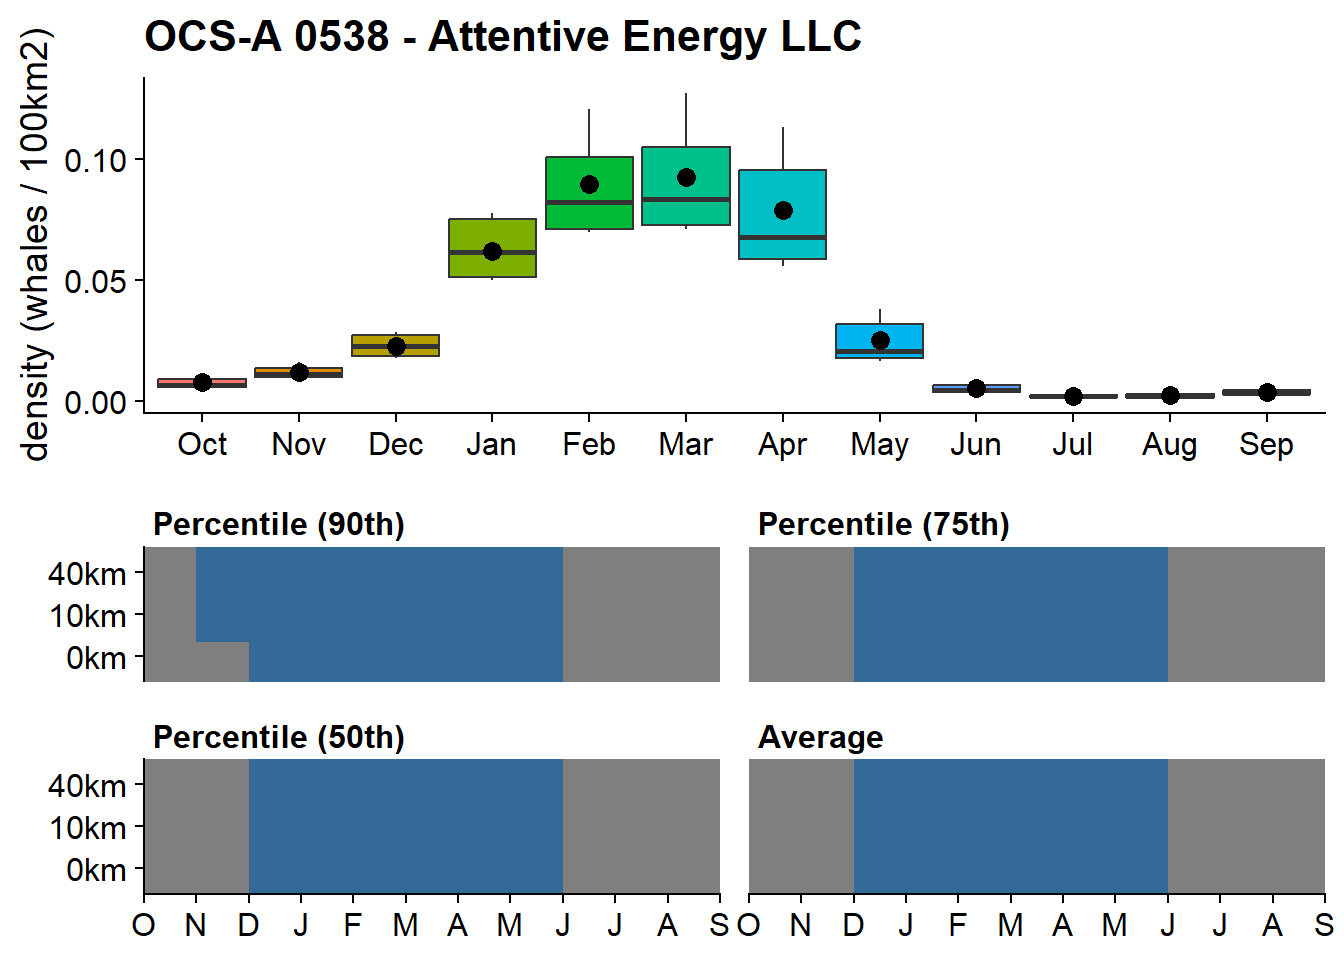 OCS-A 0538 - Attentive Energy LLC
density (whales / 100km2)
0.10
0.05
0.00
Oct Nov Dec Jan Feb Mar Apr May Jun Jul Aug Sep
Percentile (90th) Percentile (75th)
40km
10km
0km
Percentile (50th) Average
40km
10km
0km
O N D J F M A M J J A S O N D J F M A M J J A S